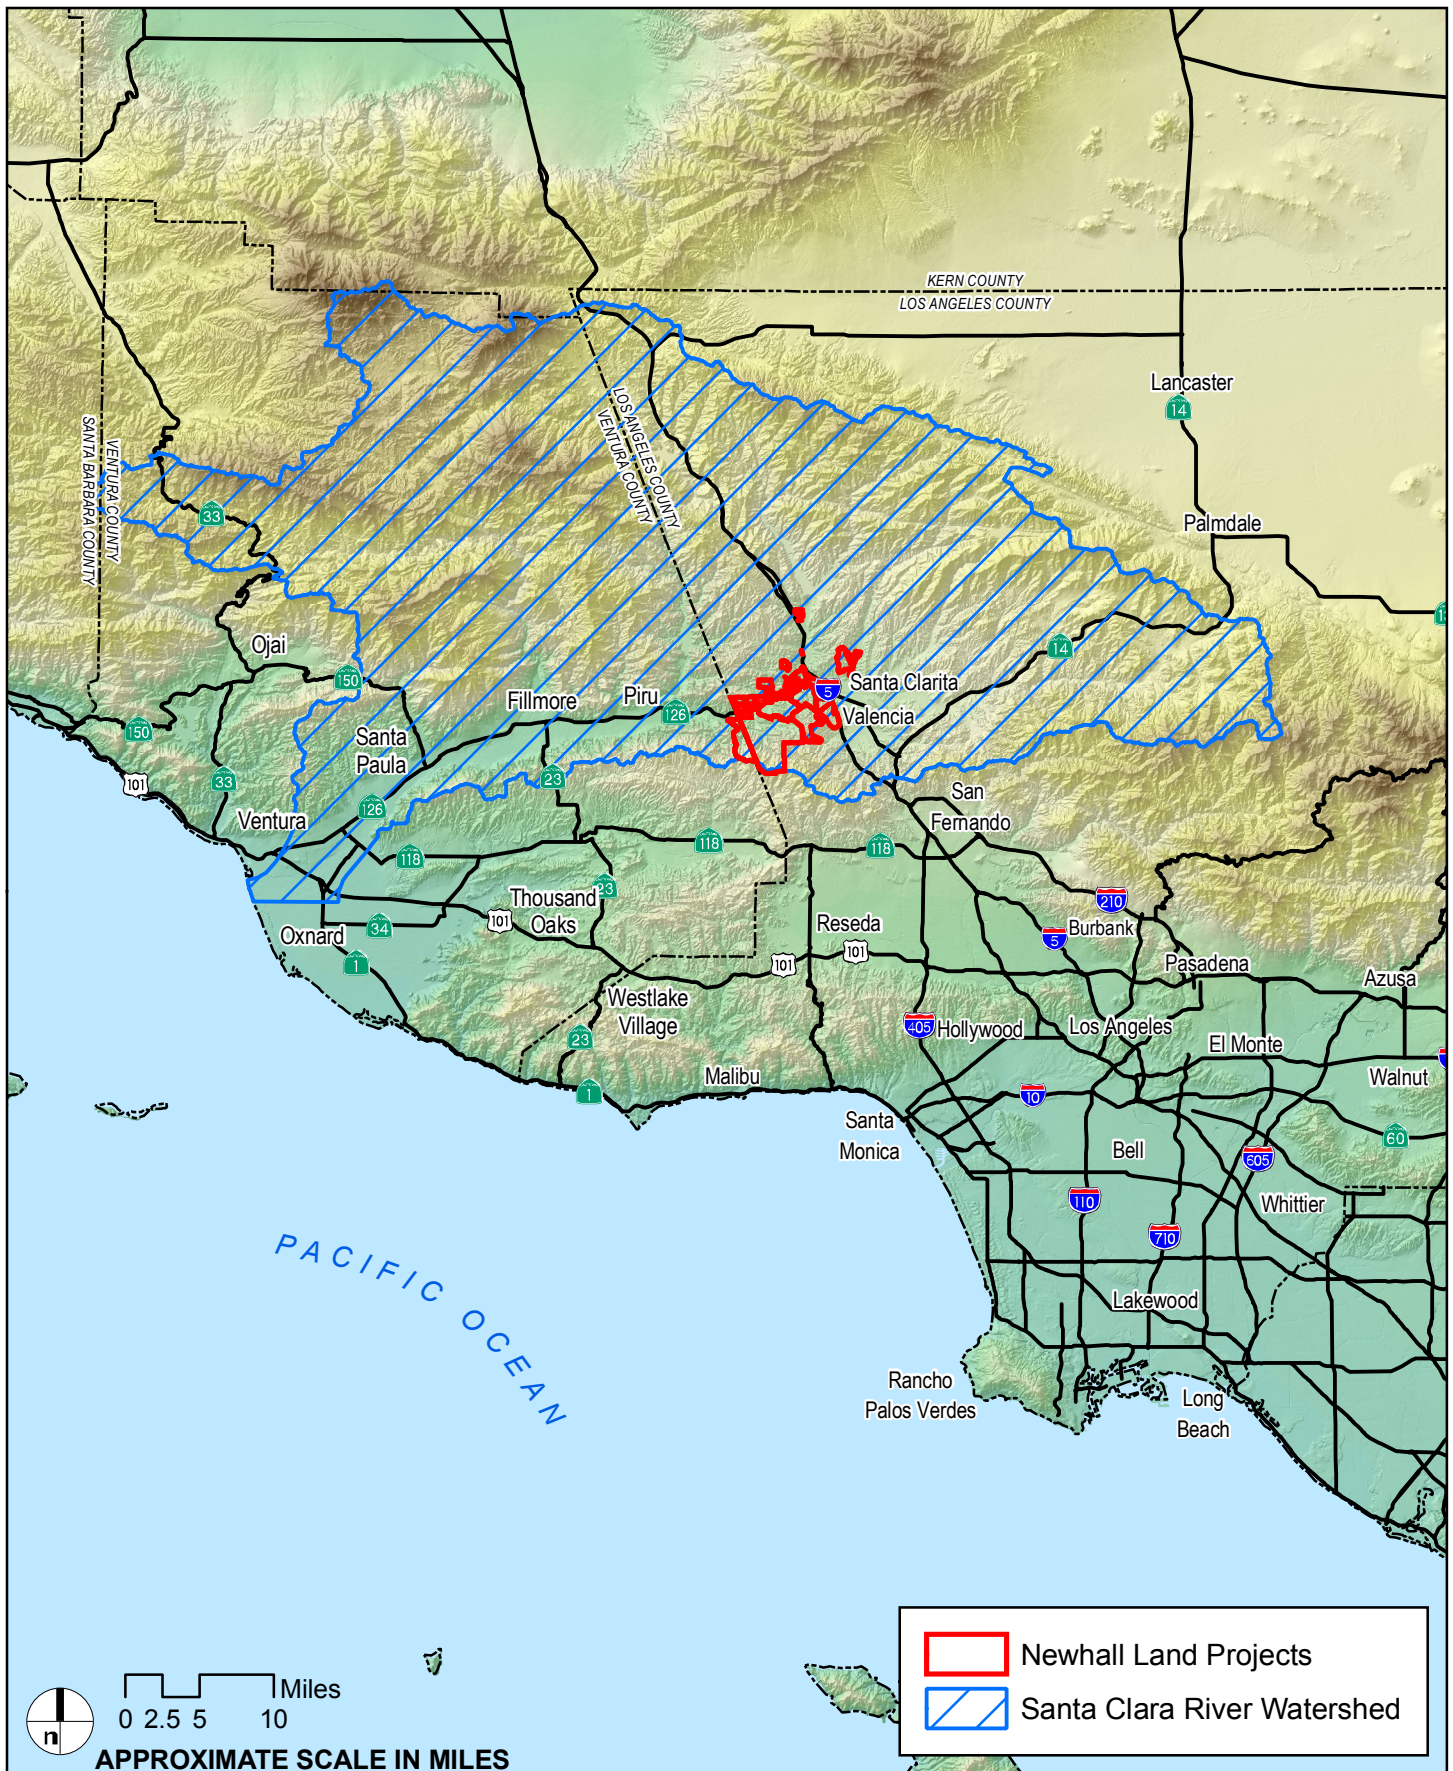 KERN COUNTY
LOS ANGELES COUNTY
Lancaster
14
LOS ANGELES COUNTY
VENTURA COUNTY
SANTA BARBARA COUNTY
VENTURA COUNTY
33
Palmdale
Ojai
14
150
Santa Clarita
5
Fillmore
Piru
126
Valencia
150
Santa
Paula
101
33
23
126
Ventura
San
Fernando
118
118
118
23
Thousand
Oaks
210
101
Reseda
Burbank
5
34
Oxnard
101
101
1
Pasadena
Azusa
Westlake
Village
405
Hollywood
Los Angeles
23
El Monte
Malibu
Walnut
1
10
Santa
Monica
60
Bell
605
110
Whittier
710
PACIFIC OCEAN
Lakewood
Rancho
Palos Verdes
Long
Beach
Newhall Land Projects
Santa Clara River Watershed
Miles
0 2.5 5 10
n
APPROXIMATE SCALE IN MILES